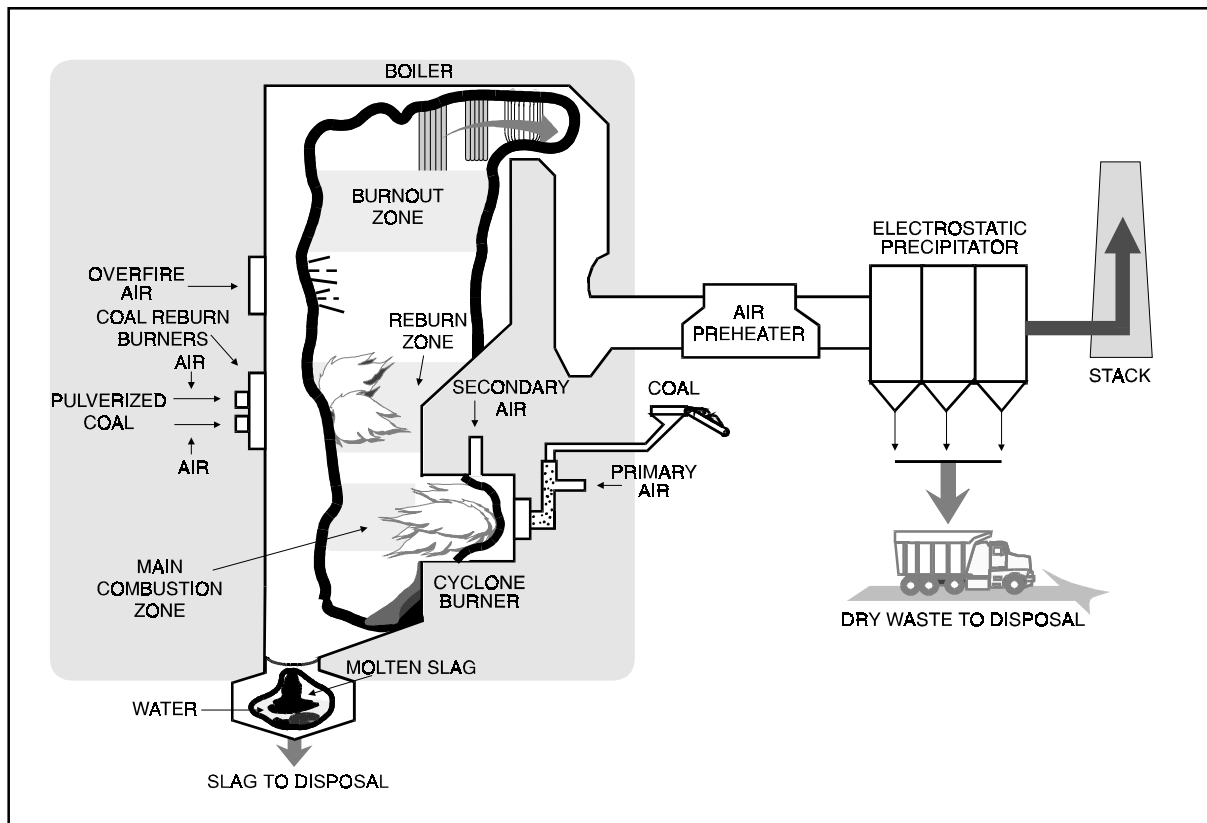 BOILER
BURNOUT
ZONE
OVERFIRE
AIR
COAL REBURN
BURNERS
AIR
PULVERIZED
COAL
AIR
REBURN
ZONE
SECONDARY
AIR
COAL
PRIMARY
AIR
MAIN
COMBUSTION
ZONE
CYCLONE
BURNER
MOLTEN SLAG
WATER
SLAG TO DISPOSAL
AIR
PREHEATER
ELECTROSTATIC
PRECIPITATOR
STACK
DRY WASTE TO DISPOSAL